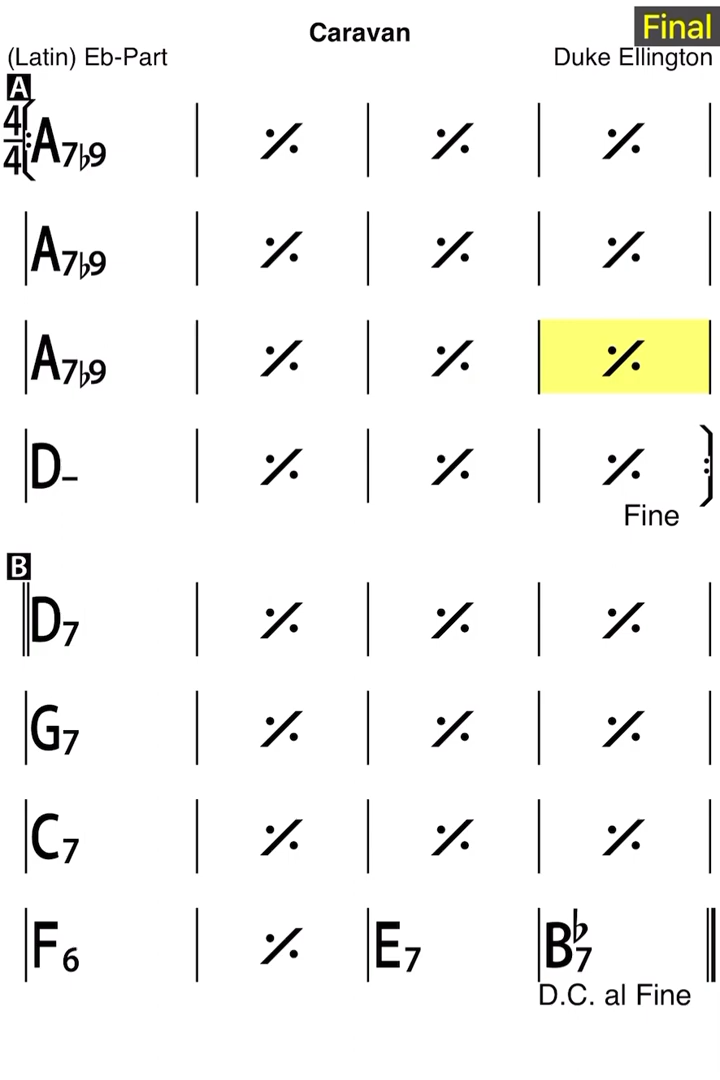 Final
Caravan
(Latin) Eb-Part Duke Ellington
A
4/4 A7♭9 𝄎 𝄎 𝄎
A7♭9 𝄎 𝄎 𝄎
A7♭9 𝄎 𝄎 𝄎
D– 𝄎 𝄎 𝄎
Fine
B
D7 𝄎 𝄎 𝄎
G7 𝄎 𝄎 𝄎
C7 𝄎 𝄎 𝄎
F6 𝄎 E7 B♭7
D.C. al Fine